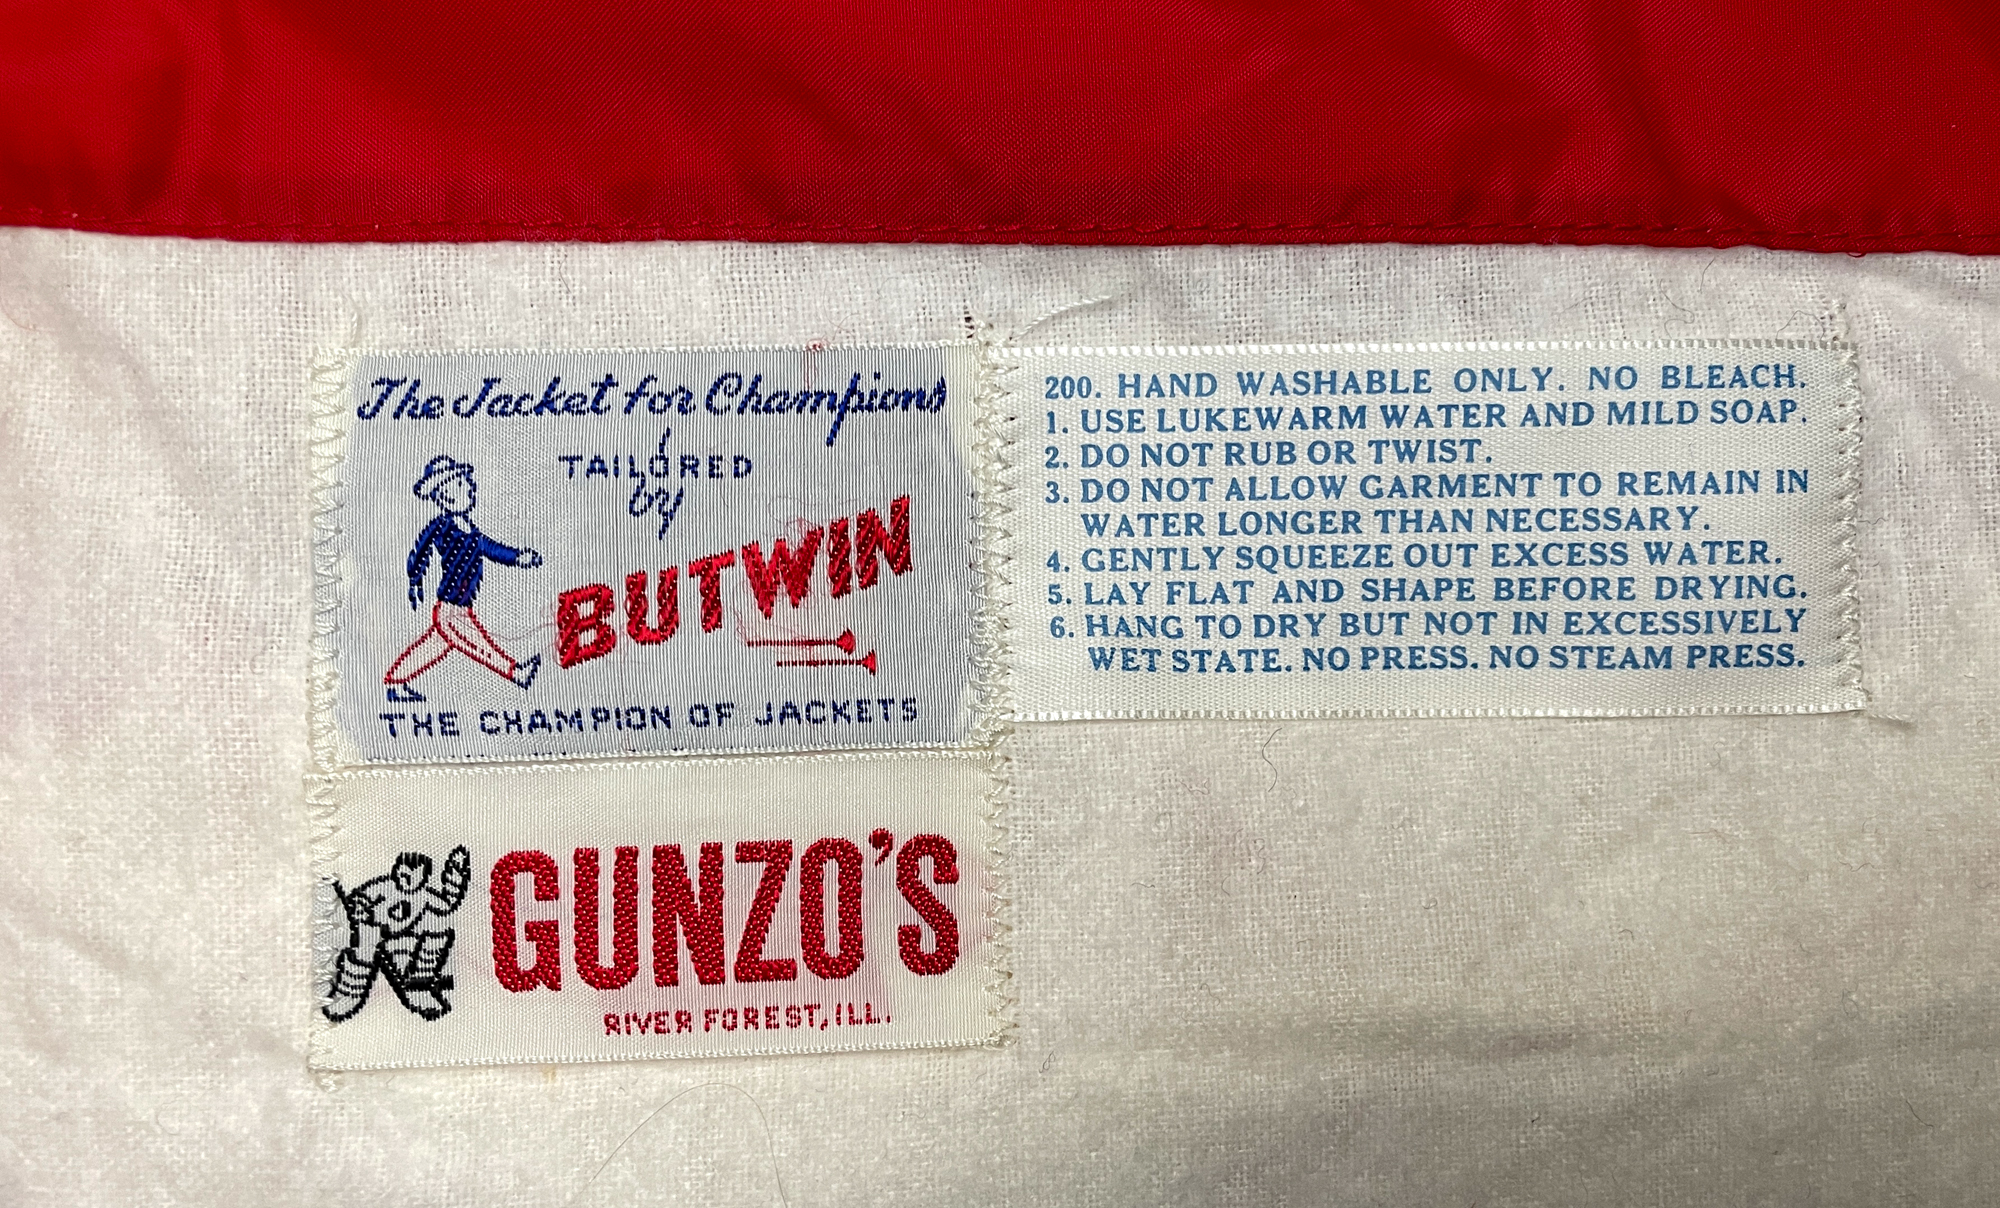 The Jacket for Champions
TAILORED
by
BUTWIN
THE CHAMPION OF JACKETS
200. HAND WASHABLE ONLY. NO BLEACH.
1. USE LUKEWARM WATER AND MILD SOAP.
2. DO NOT RUB OR TWIST.
3. DO NOT ALLOW GARMENT TO REMAIN IN
WATER LONGER THAN NECESSARY.
4. GENTLY SQUEEZE OUT EXCESS WATER.
5. LAY FLAT AND SHAPE BEFORE DRYING.
6. HANG TO DRY BUT NOT IN EXCESSIVELY
WET STATE. NO PRESS. NO STEAM PRESS.
GUNZO'S
RIVER FOREST, ILL.